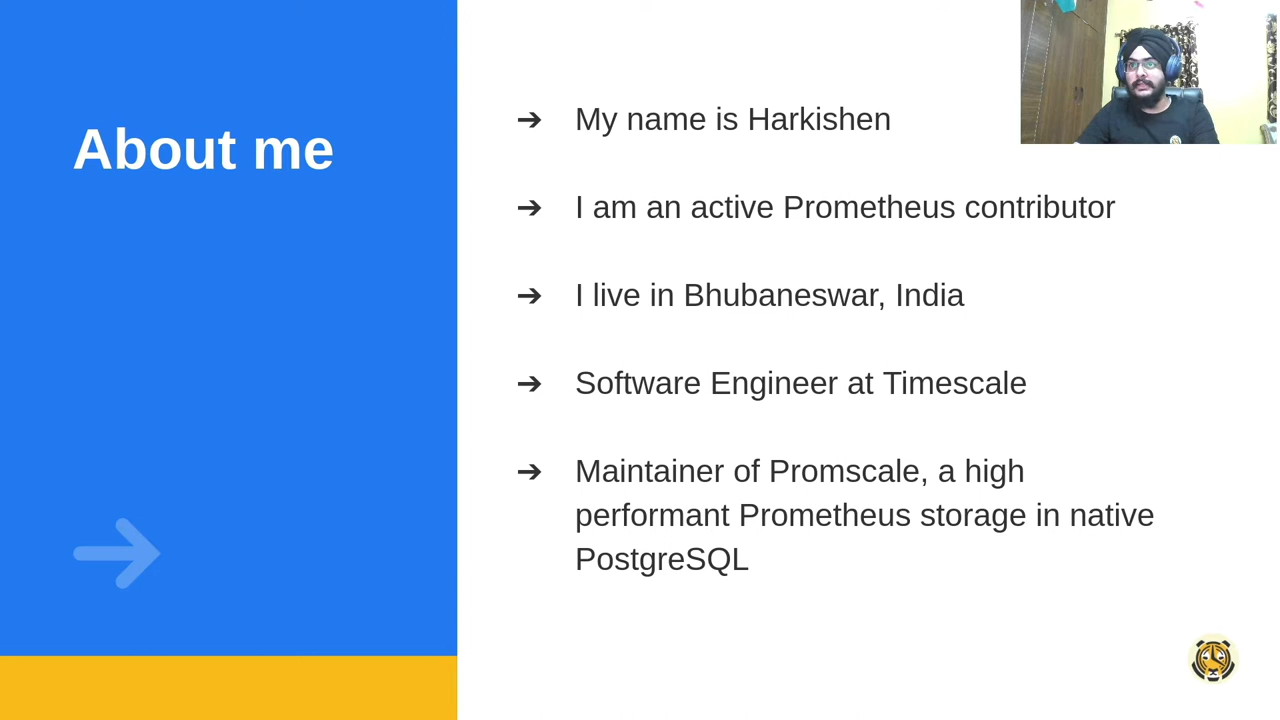 About me
➔ My name is Harkishen
➔ I am an active Prometheus contributor
➔ I live in Bhubaneswar, India
➔ Software Engineer at Timescale
➔ Maintainer of Promscale, a high
performant Prometheus storage in native
PostgreSQL